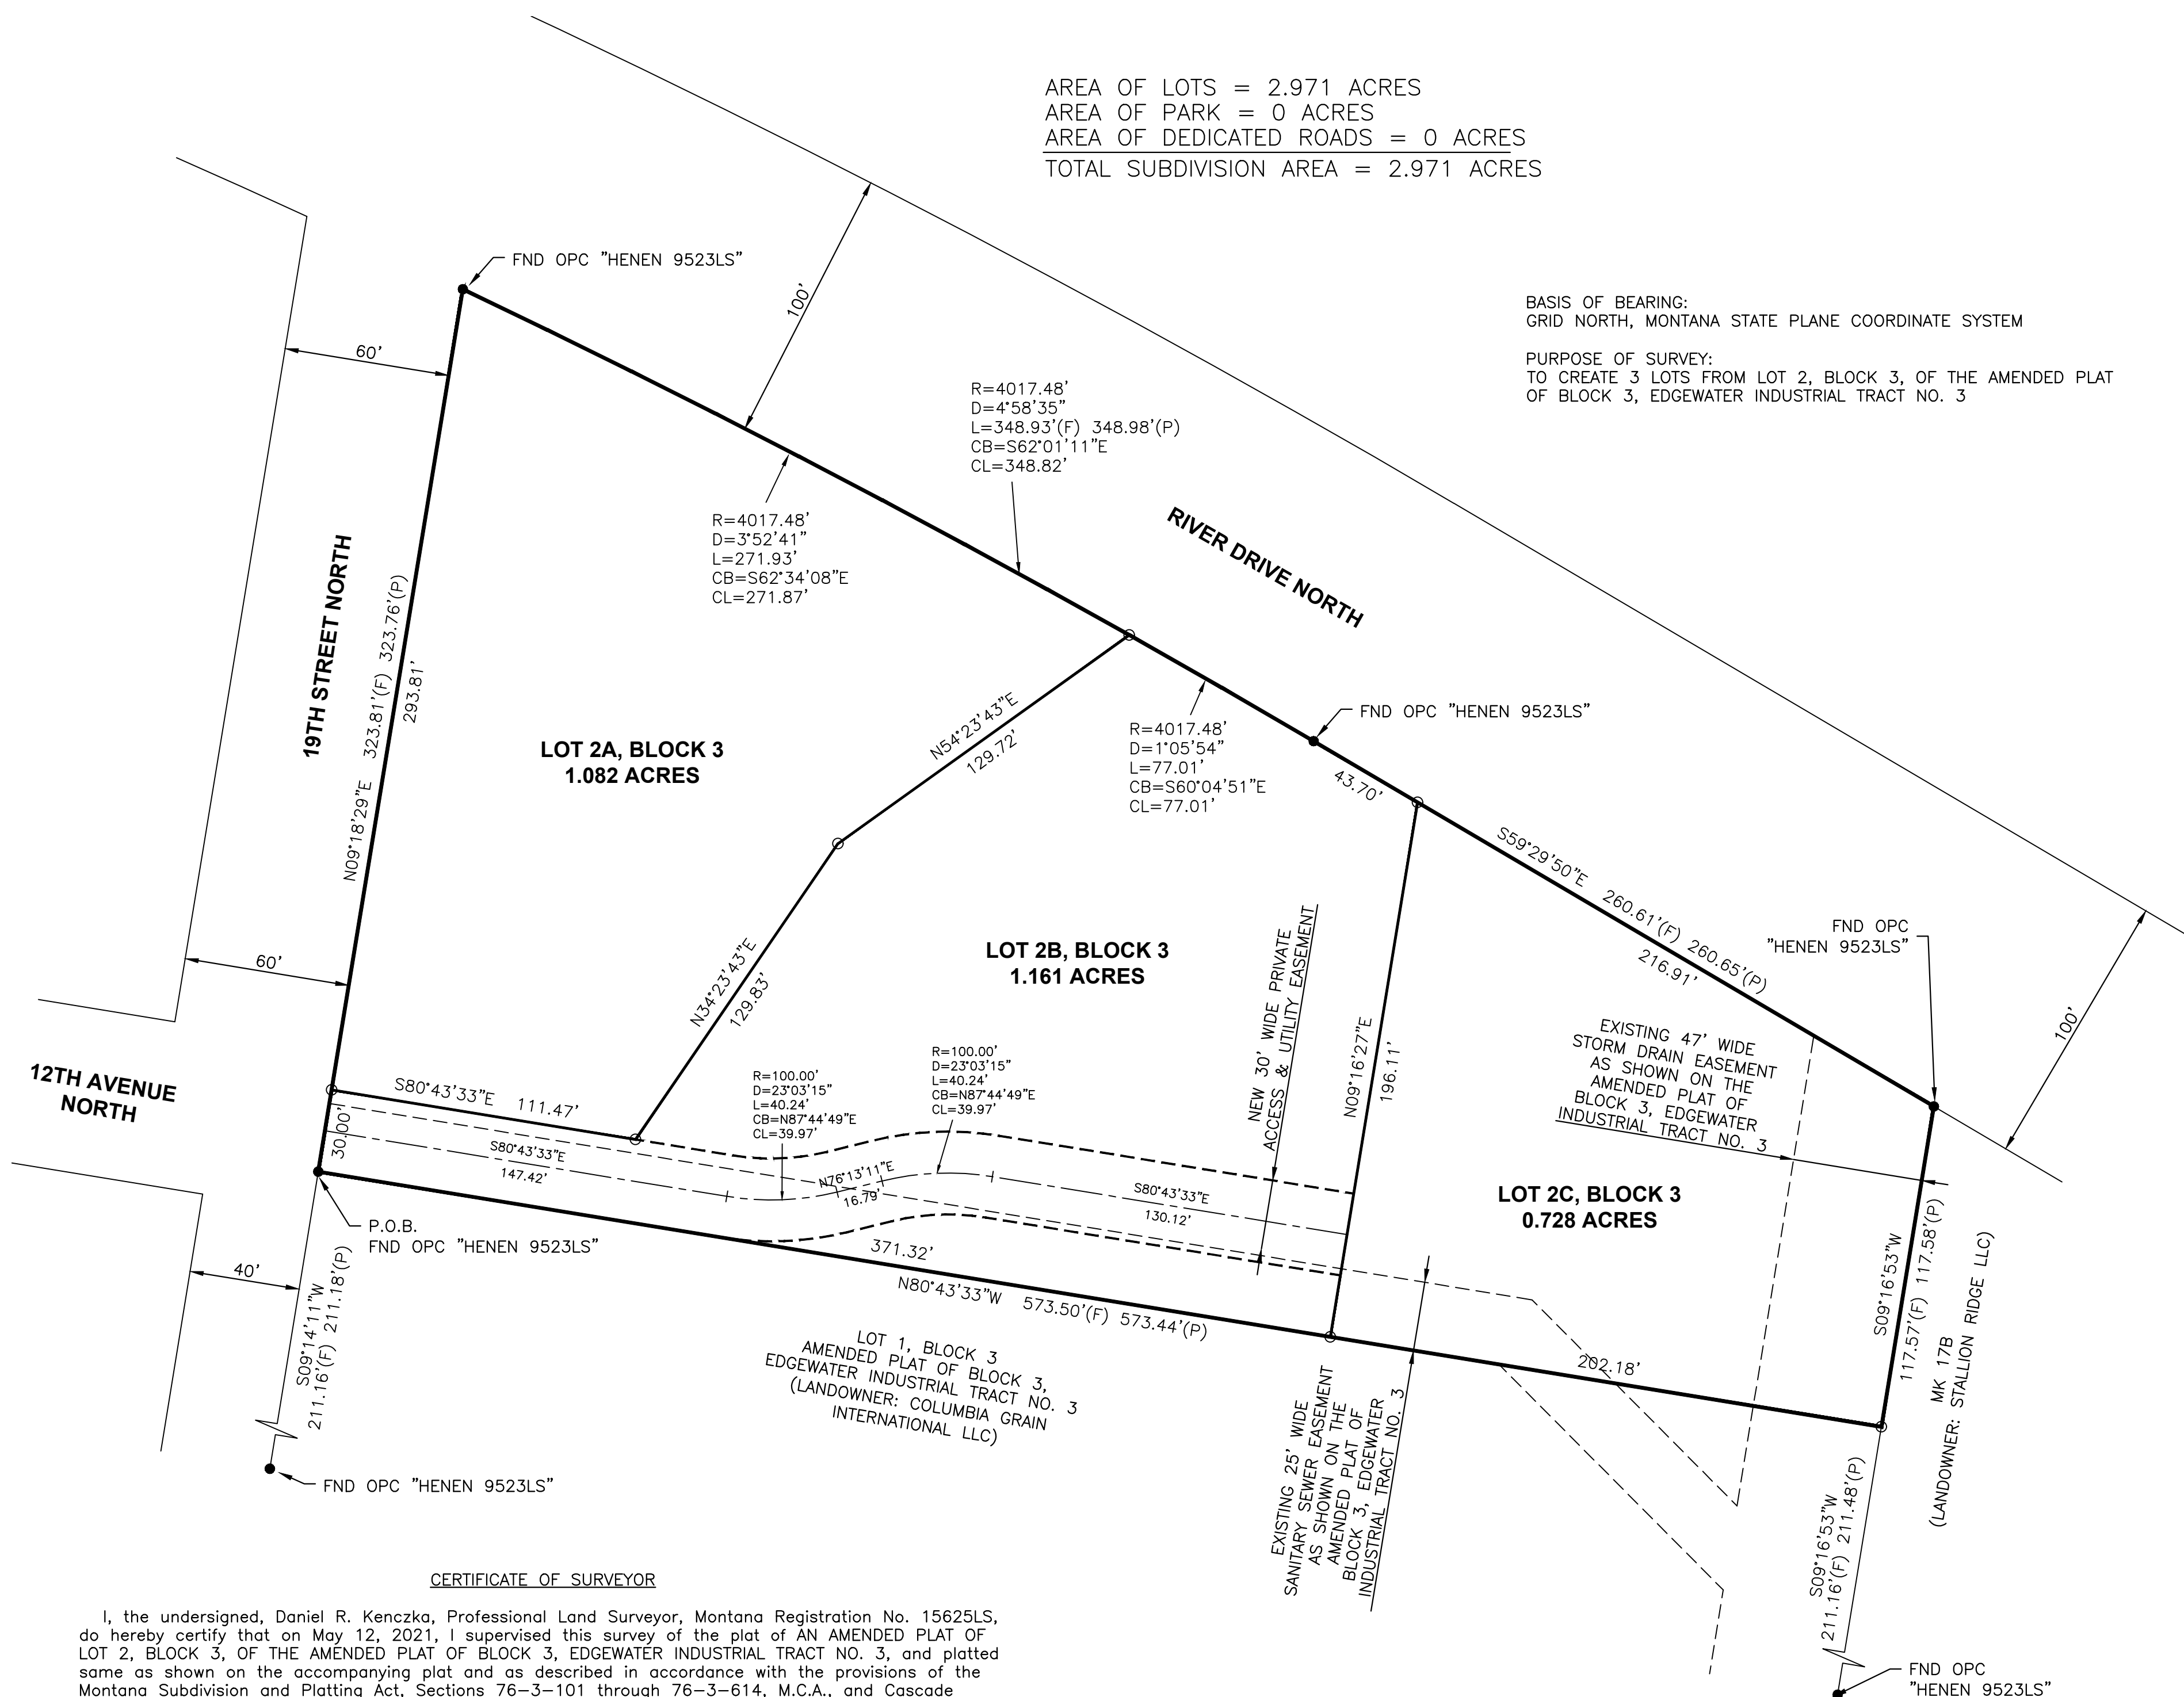 AREA OF LOTS = 2.971 ACRES
AREA OF PARK = 0 ACRES
AREA OF DEDICATED ROADS = 0 ACRES
TOTAL SUBDIVISION AREA = 2.971 ACRES
FND OPC "HENEN 9523LS"
100'
60'
BASIS OF BEARING:
GRID NORTH, MONTANA STATE PLANE COORDINATE SYSTEM
PURPOSE OF SURVEY:
TO CREATE 3 LOTS FROM LOT 2, BLOCK 3, OF THE AMENDED PLAT
OF BLOCK 3, EDGEWATER INDUSTRIAL TRACT NO. 3
R=4017.48'
D=4°58'35"
L=348.93'(F) 348.98'(P)
CB=S62°01'11"E
CL=348.82'
R=4017.48'
D=3°52'41"
L=271.93'
CB=S62°34'08"E
CL=271.87'
RIVER DRIVE NORTH
19TH STREET NORTH
N09°18'29"E 323.81'(F) 323.76'(P)
293.81'
LOT 2A, BLOCK 3
1.082 ACRES
N54°23'43"E
129.72'
FND OPC "HENEN 9523LS"
R=4017.48'
D=1°05'54"
L=77.01'
CB=S60°04'51"E
CL=77.01'
43.70'
S59°29'50"E 260.61'(F) 260.65'(P)
216.91'
FND OPC
"HENEN 9523LS"
100'
60'
N34°23'43"E
129.83'
LOT 2B, BLOCK 3
1.161 ACRES
NEW 30' WIDE PRIVATE
ACCESS & UTILITY EASEMENT
N09°16'27"E
196.11'
EXISTING 47' WIDE
STORM DRAIN EASEMENT
AS SHOWN ON THE
AMENDED PLAT OF
BLOCK 3, EDGEWATER
INDUSTRIAL TRACT NO. 3
12TH AVENUE
NORTH
S80°43'33"E 111.47'
30.00'
S80°43'33"E
147.42'
R=100.00'
D=23°03'15"
L=40.24'
CB=N87°44'49"E
CL=39.97'
R=100.00'
D=23°03'15"
L=40.24'
CB=N87°44'49"E
CL=39.97'
N76°13'11"E
16.79'
S80°43'33"E
130.12'
LOT 2C, BLOCK 3
0.728 ACRES
S09°16'53"W
117.57'(F) 117.58'(P)
MK 17B
(LANDOWNER: STALLION RIDGE LLC)
P.O.B.
FND OPC "HENEN 9523LS"
40'
S09°14'11"W
211.16'(F) 211.18'(P)
371.32'
N80°43'33"W 573.50'(F) 573.44'(P)
202.18'
LOT 1, BLOCK 3
AMENDED PLAT OF BLOCK 3,
EDGEWATER INDUSTRIAL TRACT NO. 3
(LANDOWNER: COLUMBIA GRAIN
INTERNATIONAL LLC)
EXISTING 25' WIDE
SANITARY SEWER EASEMENT
AS SHOWN ON THE
AMENDED PLAT OF
BLOCK 3, EDGEWATER
INDUSTRIAL TRACT NO. 3
FND OPC "HENEN 9523LS"
S09°16'53"W
211.16'(F) 211.48'(P)
FND OPC
"HENEN 9523LS"
CERTIFICATE OF SURVEYOR
I, the undersigned, Daniel R. Kenczka, Professional Land Surveyor, Montana Registration No. 15625LS,
do hereby certify that on May 12, 2021, I supervised this survey of the plat of AN AMENDED PLAT OF
LOT 2, BLOCK 3, OF THE AMENDED PLAT OF BLOCK 3, EDGEWATER INDUSTRIAL TRACT NO. 3, and platted
same as shown on the accompanying plat and as described in accordance with the provisions of the
Montana Subdivision and Platting Act, Sections 76-3-101 through 76-3-614, M.C.A., and Cascade